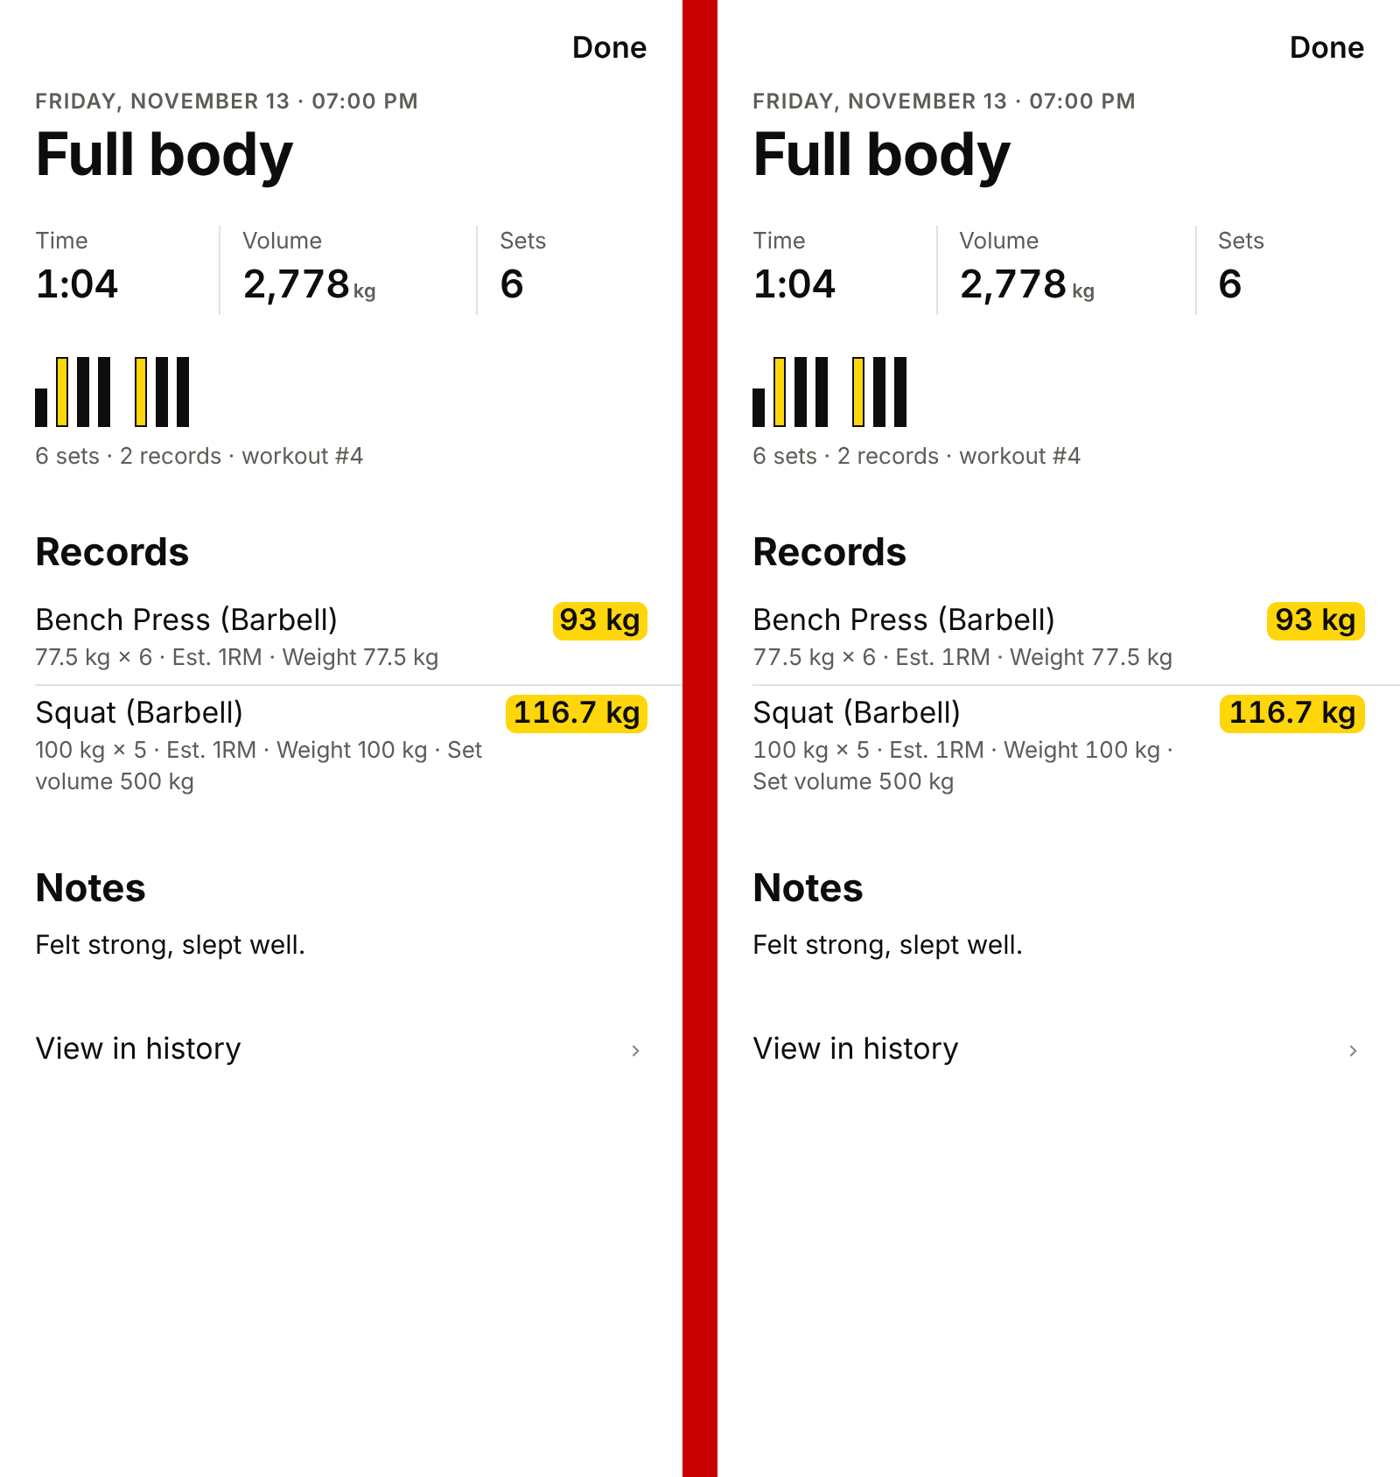 Done
FRIDAY, NOVEMBER 13 · 07:00 PM
Full body
Time
Volume
Sets
1:04
2,778 kg
6
6 sets · 2 records · workout #4
Records
Bench Press (Barbell)
93 kg
77.5 kg × 6 · Est. 1RM · Weight 77.5 kg
Squat (Barbell)
116.7 kg
100 kg × 5 · Est. 1RM · Weight 100 kg · Set
volume 500 kg
Notes
Felt strong, slept well.
View in history
Done
FRIDAY, NOVEMBER 13 · 07:00 PM
Full body
Time
Volume
Sets
1:04
2,778 kg
6
6 sets · 2 records · workout #4
Records
Bench Press (Barbell)
93 kg
77.5 kg × 6 · Est. 1RM · Weight 77.5 kg
Squat (Barbell)
116.7 kg
100 kg × 5 · Est. 1RM · Weight 100 kg ·
Set volume 500 kg
Notes
Felt strong, slept well.
View in history